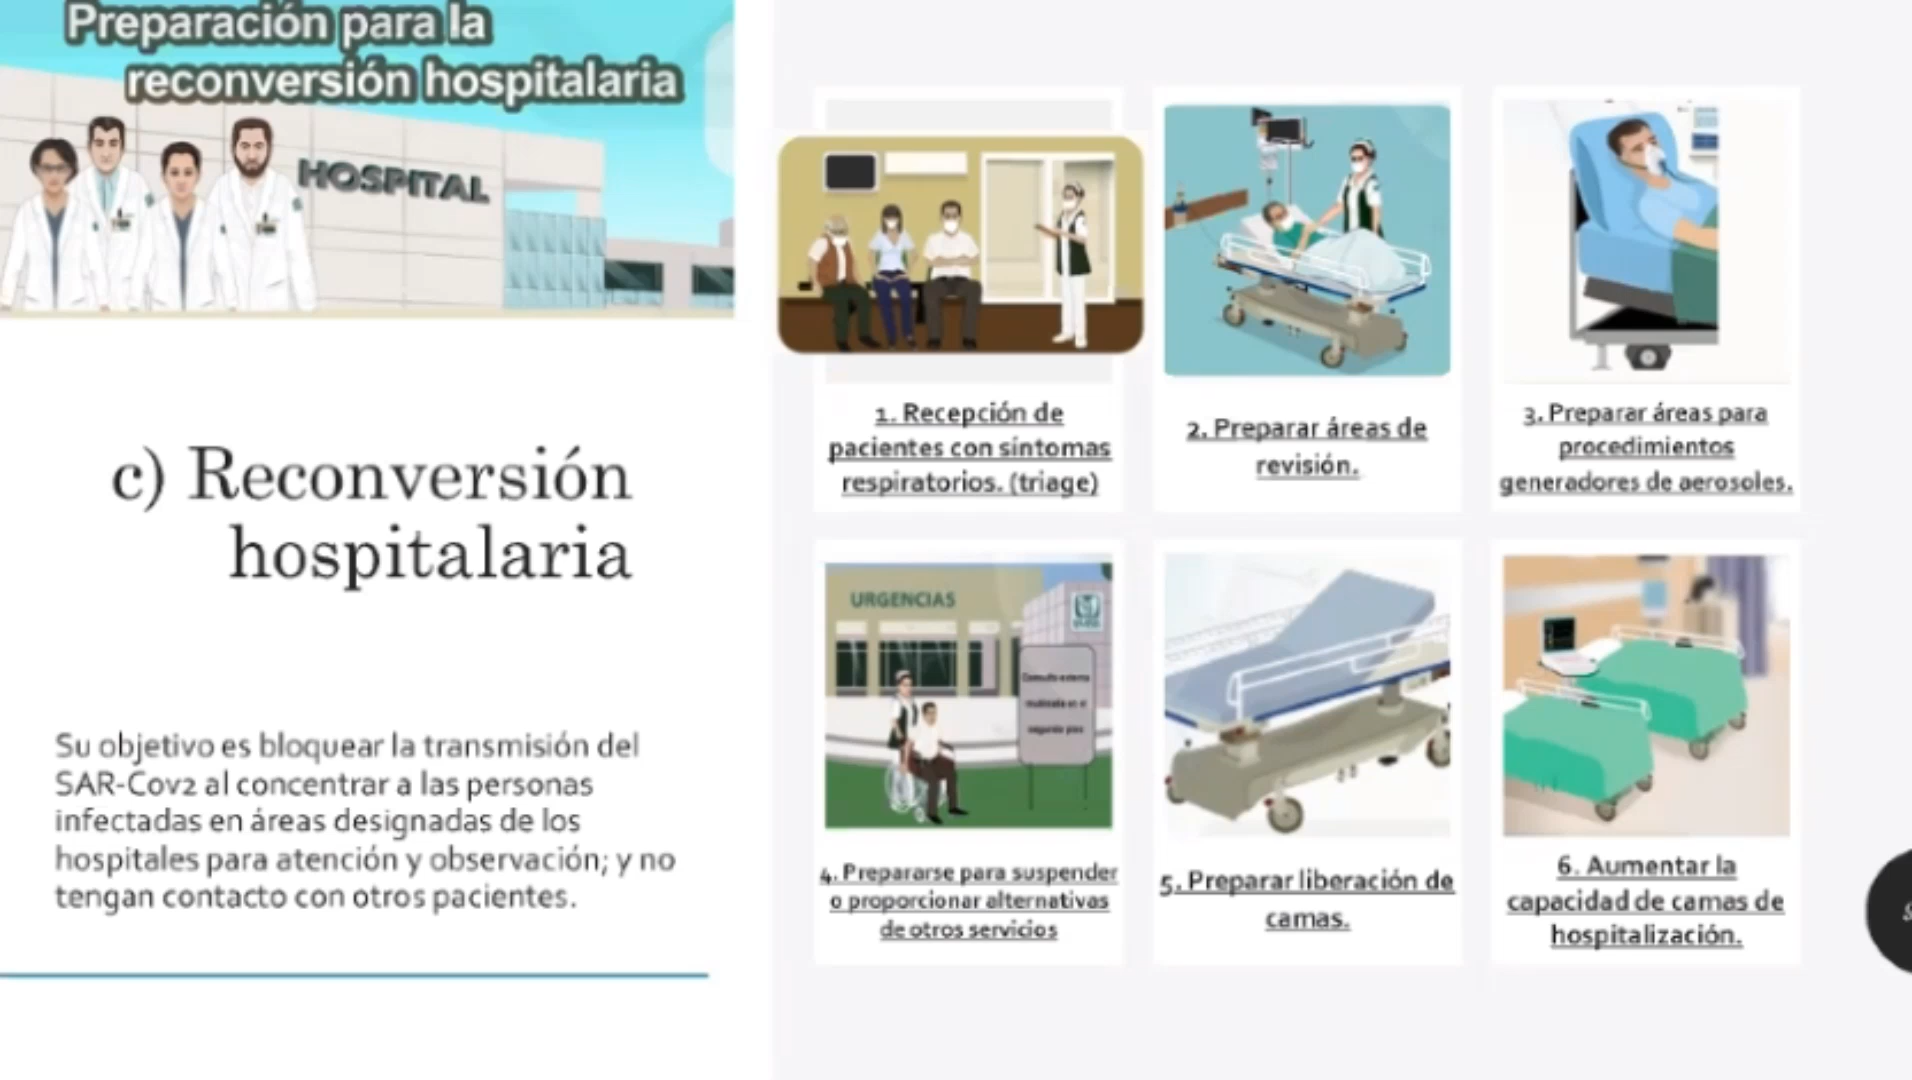 Preparación para la
reconversión hospitalaria
HOSPITAL
c) Reconversión
hospitalaria
Su objetivo es bloquear la transmisión del
SAR-Cov2 al concentrar a las personas
infectadas en áreas designadas de los
hospitales para atención y observación; y no
tengan contacto con otros pacientes.
1. Recepción de
pacientes con síntomas
respiratorios. (triage)
2. Preparar áreas de
revisión.
3. Preparar áreas para
procedimientos
generadores de aerosoles.
URGENCIAS
Consulta externa
segundo piso
4. Prepararse para suspender
o proporcionar alternativas
de otros servicios
5. Preparar liberación de
camas.
6. Aumentar la
capacidad de camas de
hospitalización.